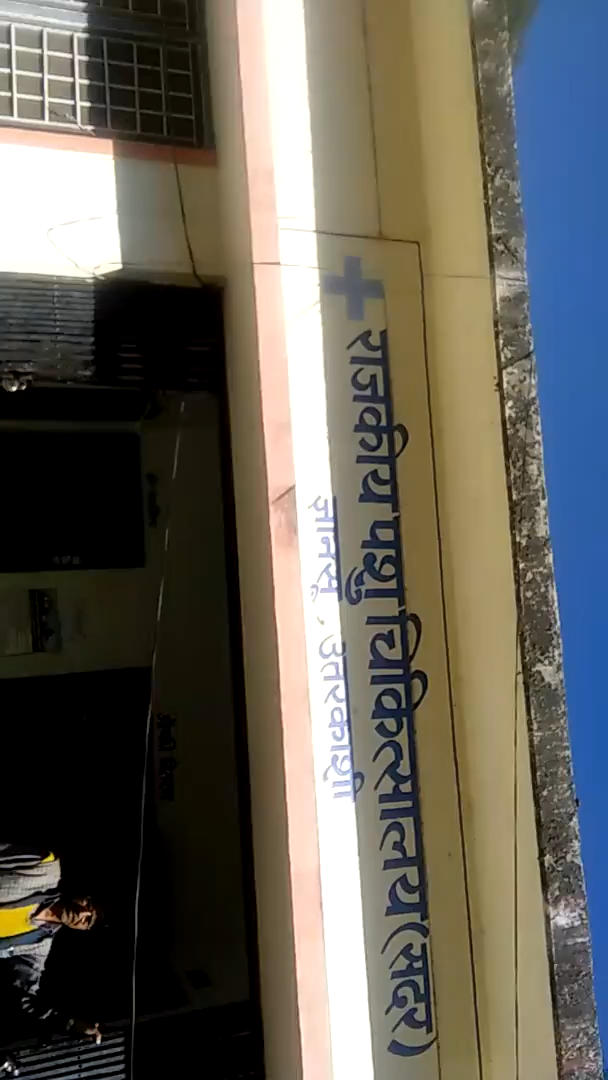 राजकीय पशु चिकित्सालय(सदर)
ज्ञानसू , उत्तरकाशी